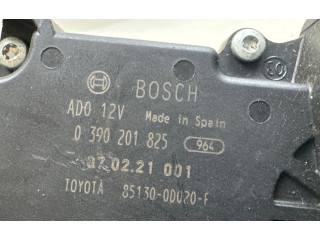 BOSCH
ADO 12V Made in Spain
0 390 201 825 964
07.02.21 001
TOYOTA 85130-0D020-F